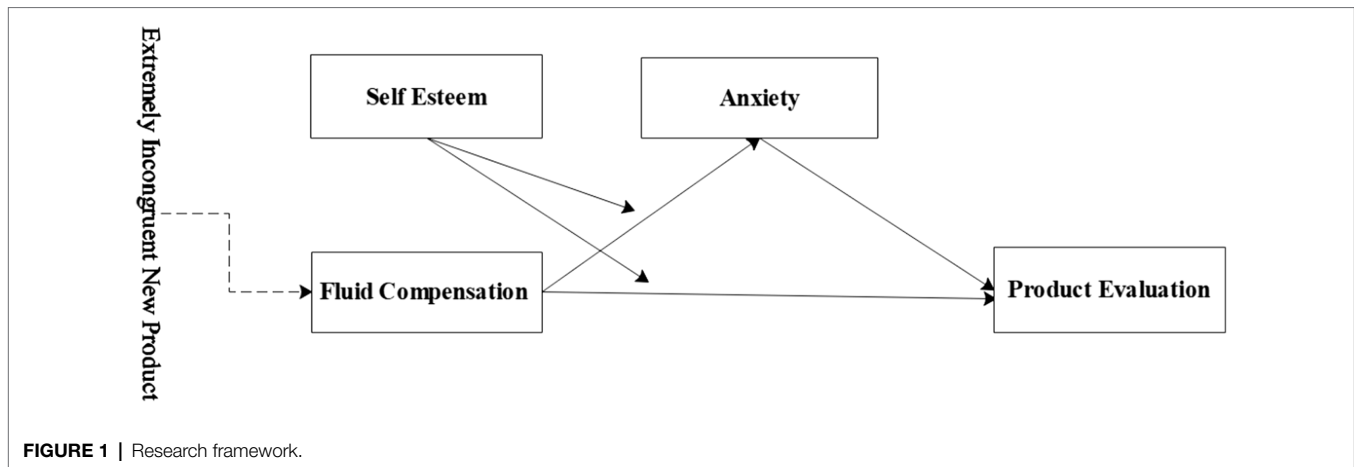 Extremely Incongruent New Product
Self Esteem
Anxiety
Fluid Compensation
Product Evaluation
FIGURE 1 | Research framework.